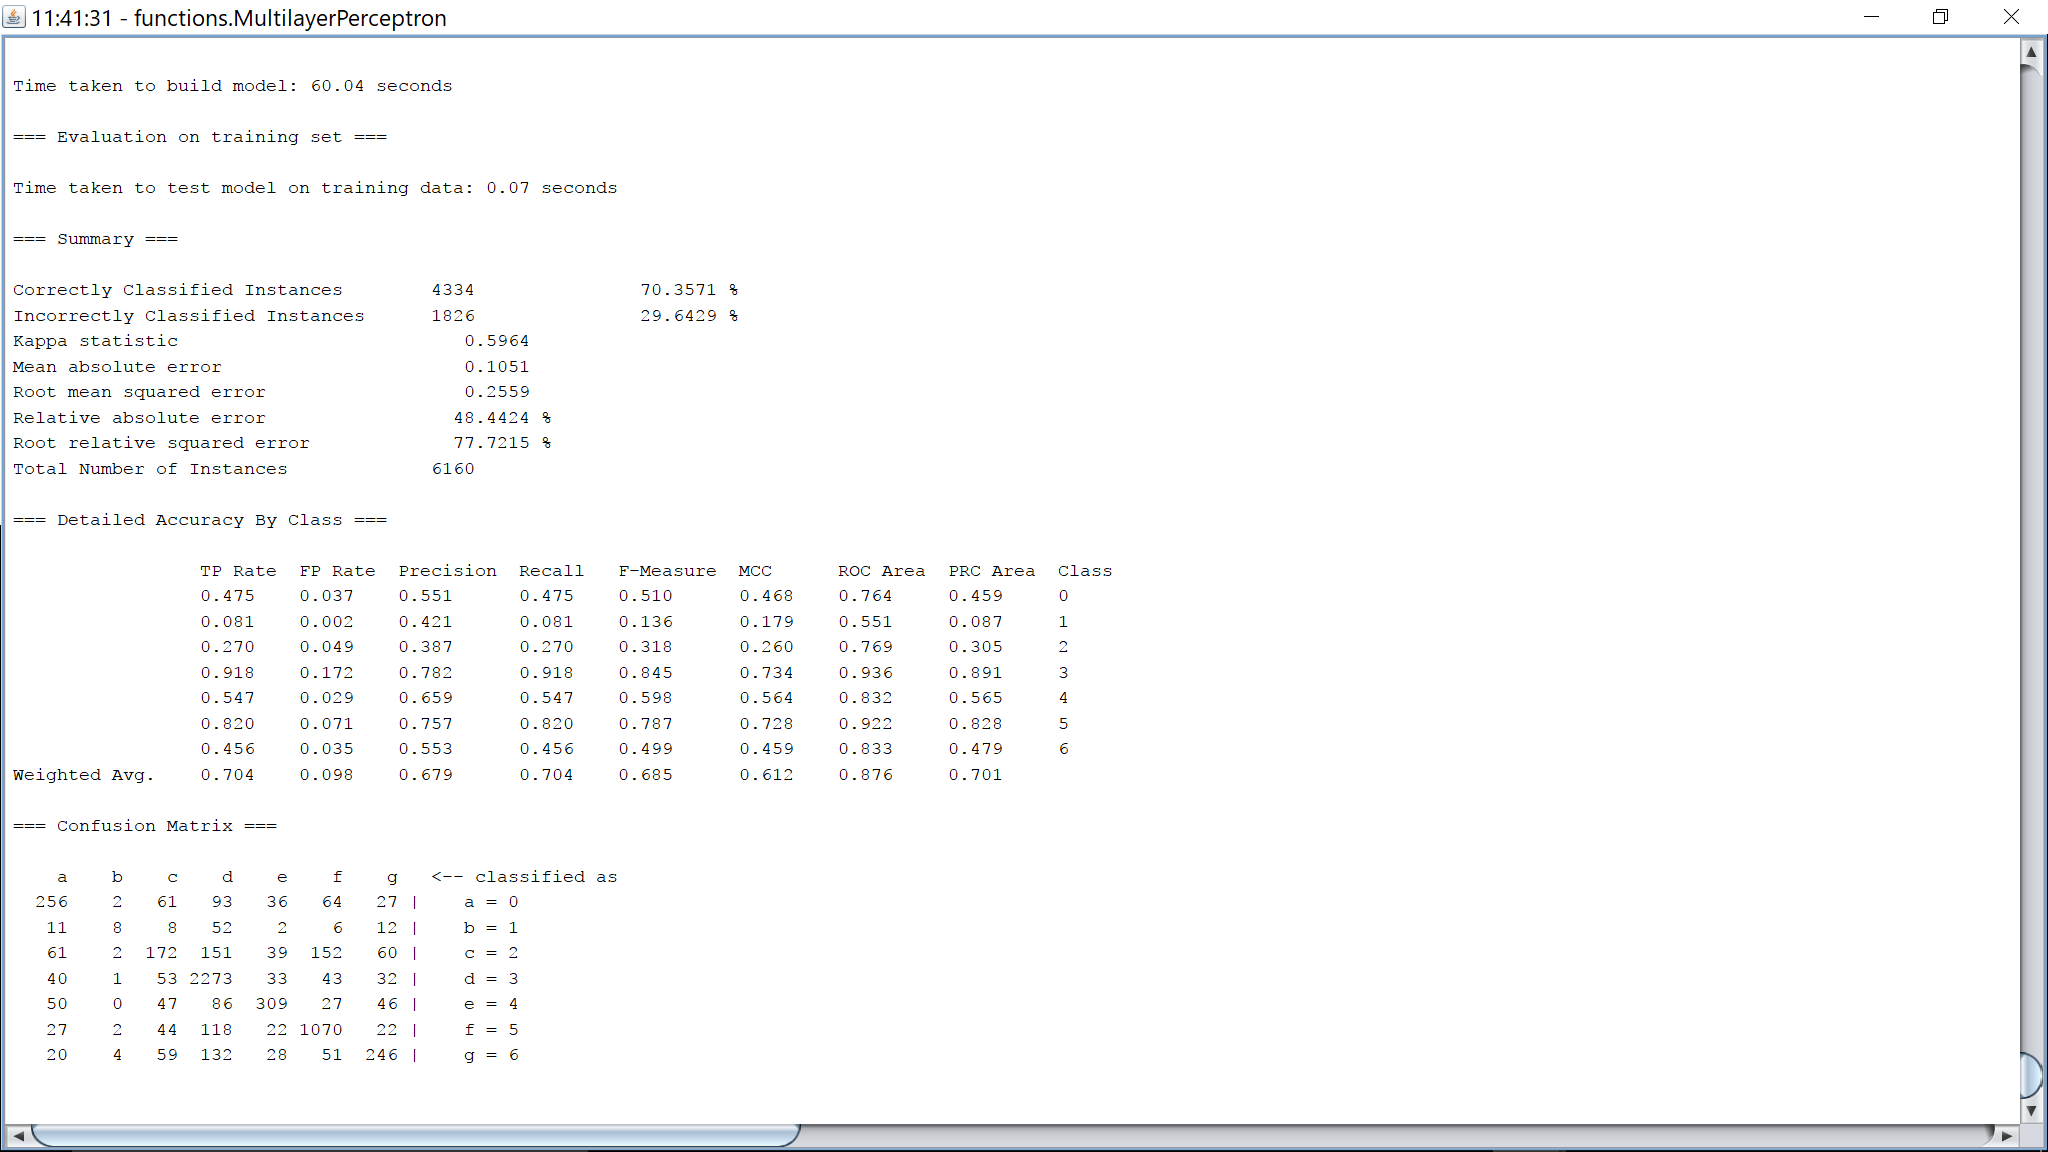 11:41:31 - functions.MultilayerPerceptron
Time taken to build model: 60.04 seconds
=== Evaluation on training set ===
Time taken to test model on training data: 0.07 seconds
=== Summary ===
Correctly Classified Instances 4334 70.3571 %
Incorrectly Classified Instances 1826 29.6429 %
Kappa statistic 0.5964
Mean absolute error 0.1051
Root mean squared error 0.2559
Relative absolute error 48.4424 %
Root relative squared error 77.7215 %
Total Number of Instances 6160
=== Detailed Accuracy By Class ===
TP Rate FP Rate Precision Recall F-Measure MCC ROC Area PRC Area Class
0.475 0.037 0.551 0.475 0.510 0.468 0.764 0.459 0
0.081 0.002 0.421 0.081 0.136 0.179 0.551 0.087 1
0.270 0.049 0.387 0.270 0.318 0.260 0.769 0.305 2
0.918 0.172 0.782 0.918 0.845 0.734 0.936 0.891 3
0.547 0.029 0.659 0.547 0.598 0.564 0.832 0.565 4
0.820 0.071 0.757 0.820 0.787 0.728 0.922 0.828 5
0.456 0.035 0.553 0.456 0.499 0.459 0.833 0.479 6
Weighted Avg. 0.704 0.098 0.679 0.704 0.685 0.612 0.876 0.701
=== Confusion Matrix ===
a b c d e f g <-- classified as
256 2 61 93 36 64 27 | a = 0
11 8 8 52 2 6 12 | b = 1
61 2 172 151 39 152 60 | c = 2
40 1 53 2273 33 43 32 | d = 3
50 0 47 86 309 27 46 | e = 4
27 2 44 118 22 1070 22 | f = 5
20 4 59 132 28 51 246 | g = 6